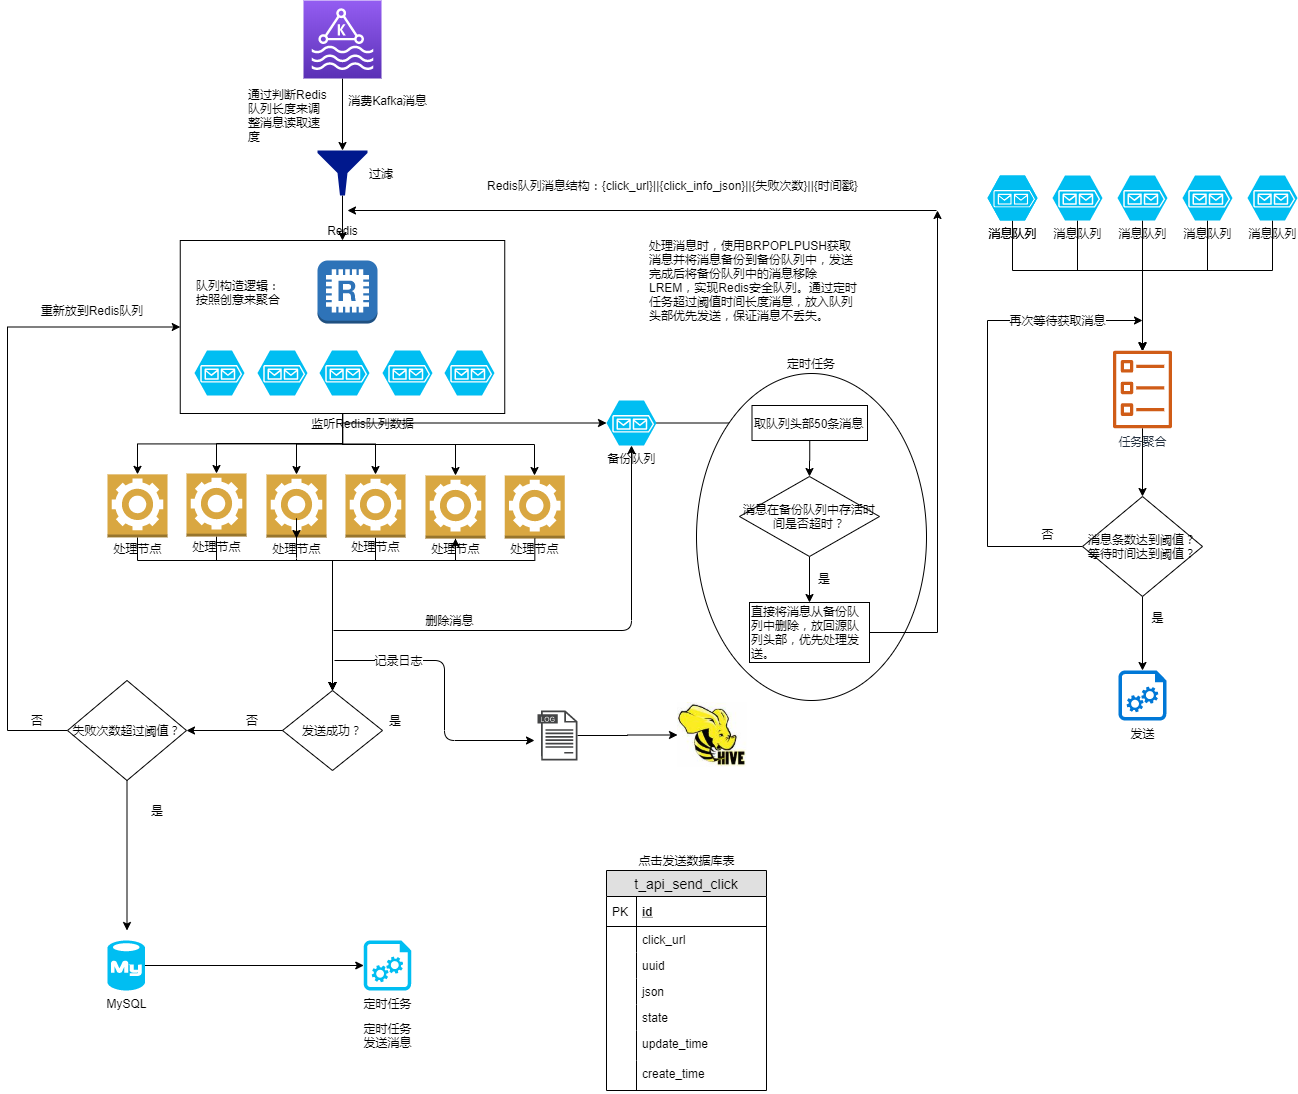 K
通过判断Redis
队列长度来调
整消息读取速
度
消费Kafka消息
过滤
Redis队列消息结构：{click_url}||{click_info_json}||{失败次数}||{时间戳}
Redis
队列构造逻辑：
按照创意来聚合
R
重新放到Redis队列
处理消息时，使用BRPOPLPUSH获取
消息并将消息备份到备份队列中，发送
完成后将备份队列中的消息移除
LREM，实现Redis安全队列。通过定时
任务超过阈值时间长度消息，放入队列
头部优先发送，保证消息不丢失。
监听Redis队列数据
备份队列
定时任务
取队列头部50条消息
消息在备份队列中存活时
间是否超时？
是
直接将消息从备份队
列中删除，放回源队
列头部，优先处理发
送。
处理节点
处理节点
处理节点
处理节点
处理节点
处理节点
删除消息
记录日志
发送成功？
是
否
失败次数超过阈值？
否
是
LOG
HIVE
My
MySQL
定时任务
定时任务
发送消息
点击发送数据库表
t_api_send_click
PK id
click_url
uuid
json
state
update_time
create_time
消息队列
消息队列
消息队列
消息队列
消息队列
再次等待获取消息
任务聚合
消息条数达到阈值？
等待时间达到阈值？
否
是
发送